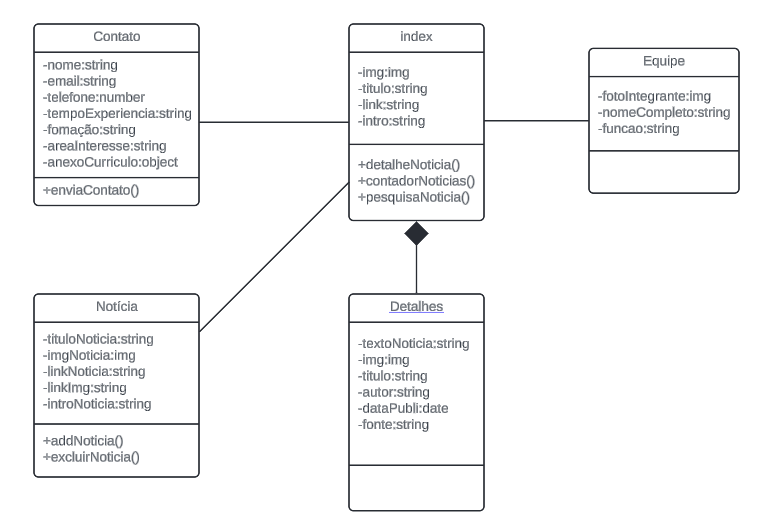 Contato
-nome:string
-email:string
-telefone:number
-tempoExperiencia:string
-fomação:string
-areaInteresse:string
-anexoCurriculo:object
+enviaContato()
index
-img:img
-titulo:string
-link;string
-intro:string
+detalheNoticia()
+contadorNoticias()
+pesquisaNoticia()
Equipe
-fotoIntegrante:img
-nomeCompleto:string
-funcao;string
Notícia
-tituloNoticia:string
-imgNoticia:img
-linkNoticia:string
-linkImg:string
-introNoticia:string
+addNoticia()
+excluirNoticia()
Detalhes
-textoNoticia;string
-img:img
-titulo:string
-autor:string
-dataPubli:date
-fonte;string